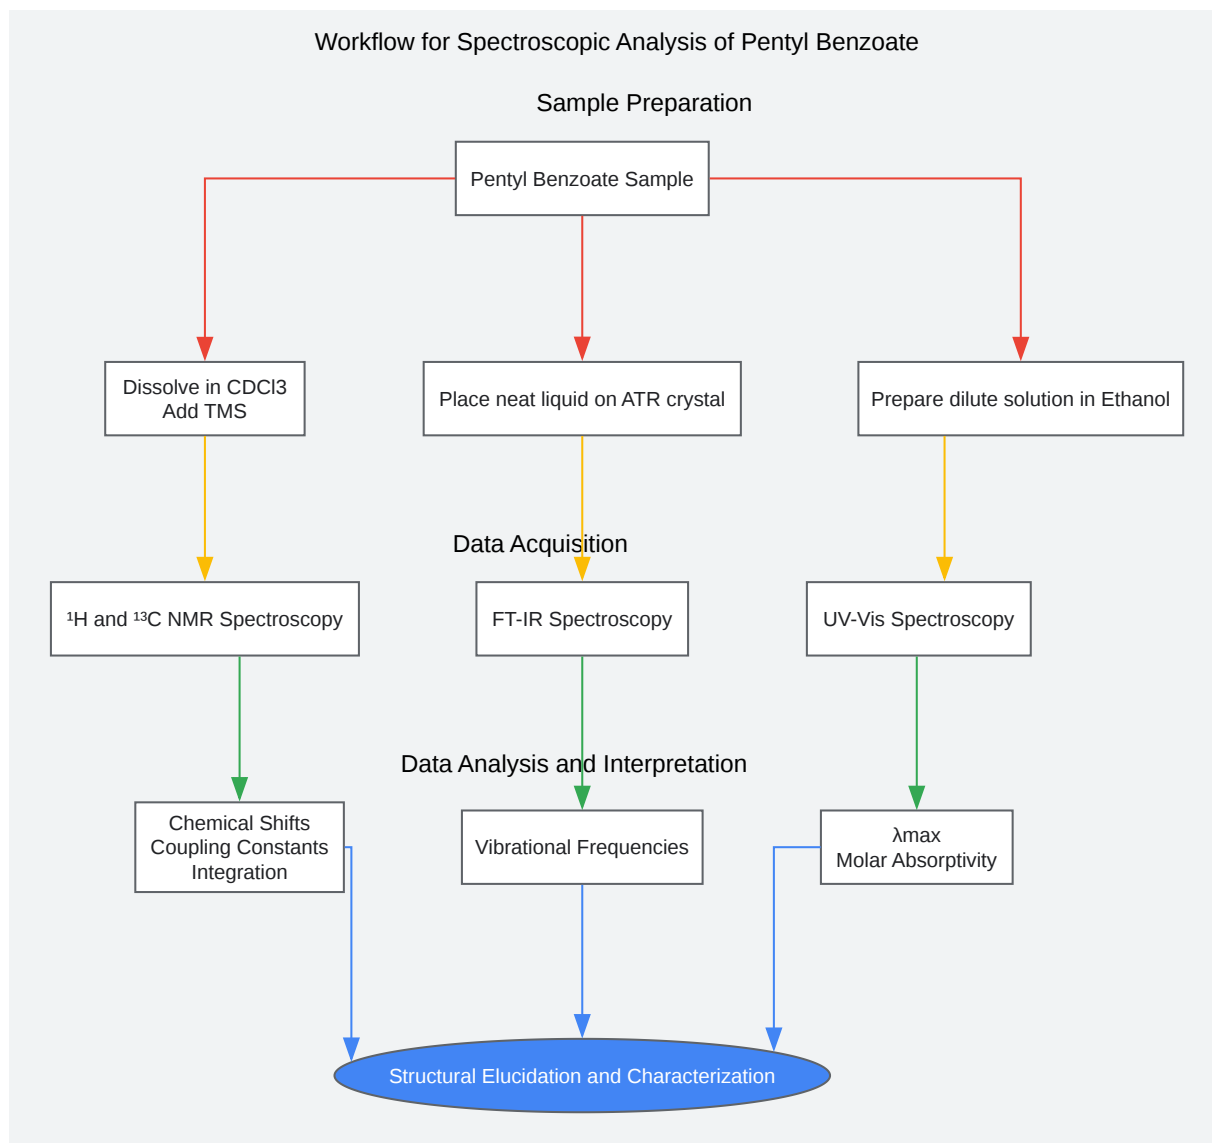 Workflow for Spectroscopic Analysis of Pentyl Benzoate
Sample Preparation
Pentyl Benzoate Sample
Dissolve in CDCl3
Add TMS
Place neat liquid on ATR crystal
Prepare dilute solution in Ethanol
Data Acquisition
¹H and ¹³C NMR Spectroscopy
FT-IR Spectroscopy
UV-Vis Spectroscopy
Data Analysis and Interpretation
Chemical Shifts
Coupling Constants
Integration
Vibrational Frequencies
λmax
Molar Absorptivity
Structural Elucidation and Characterization